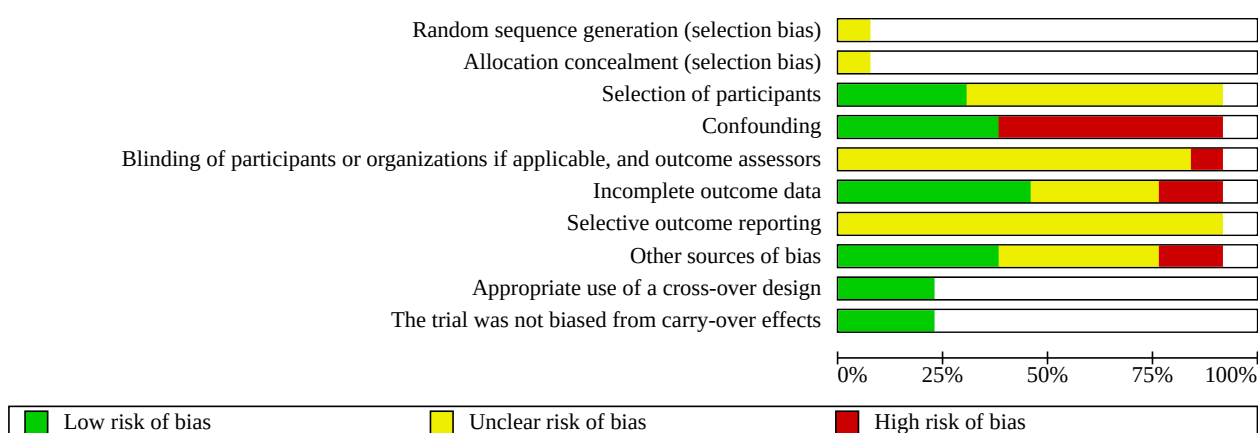 Random sequence generation (selection bias)
Allocation concealment (selection bias)
Selection of participants
Confounding
Blinding of participants or organizations if applicable, and outcome assessors
Incomplete outcome data
Selective outcome reporting
Other sources of bias
Appropriate use of a cross-over design
The trial was not biased from carry-over effects
0% 25% 50% 75% 100%
Low risk of bias Unclear risk of bias High risk of bias